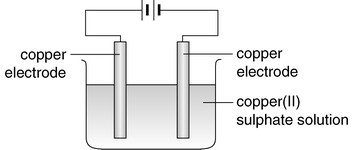 copper
electrode
copper
electrode
copper(II)
sulphate solution